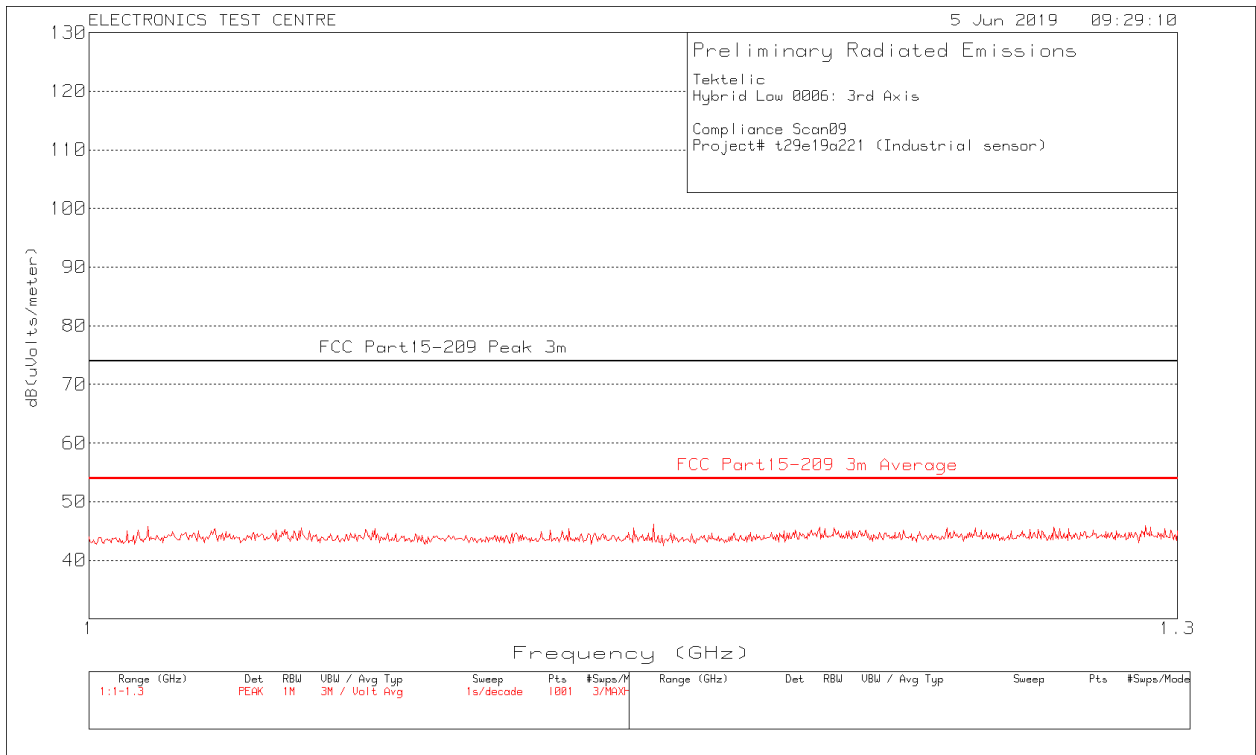 ELECTRONICS TEST CENTRE
5 Jun 2019 09:29:10
Preliminary Radiated Emissions
Tektelic
Hybrid Low 0006: 3rd Axis
Compliance Scan09
Project# t29e19a221 (Industrial sensor)
130
120
110
100
90
80
70
60
50
40
dB(uVolts/meter)
FCC Part15-209 Peak 3m
FCC Part15-209 3m Average
1
1.3
Frequency (GHz)
Range (GHz) Det RBW VBW / Avg Typ Sweep Pts #Swps/M
1:1-1.3 PEAK 1M 3M / Volt Avg 1s/decade 1001 3/MAXH
Range (GHz) Det RBW VBW / Avg Typ Sweep Pts #Swps/Mode